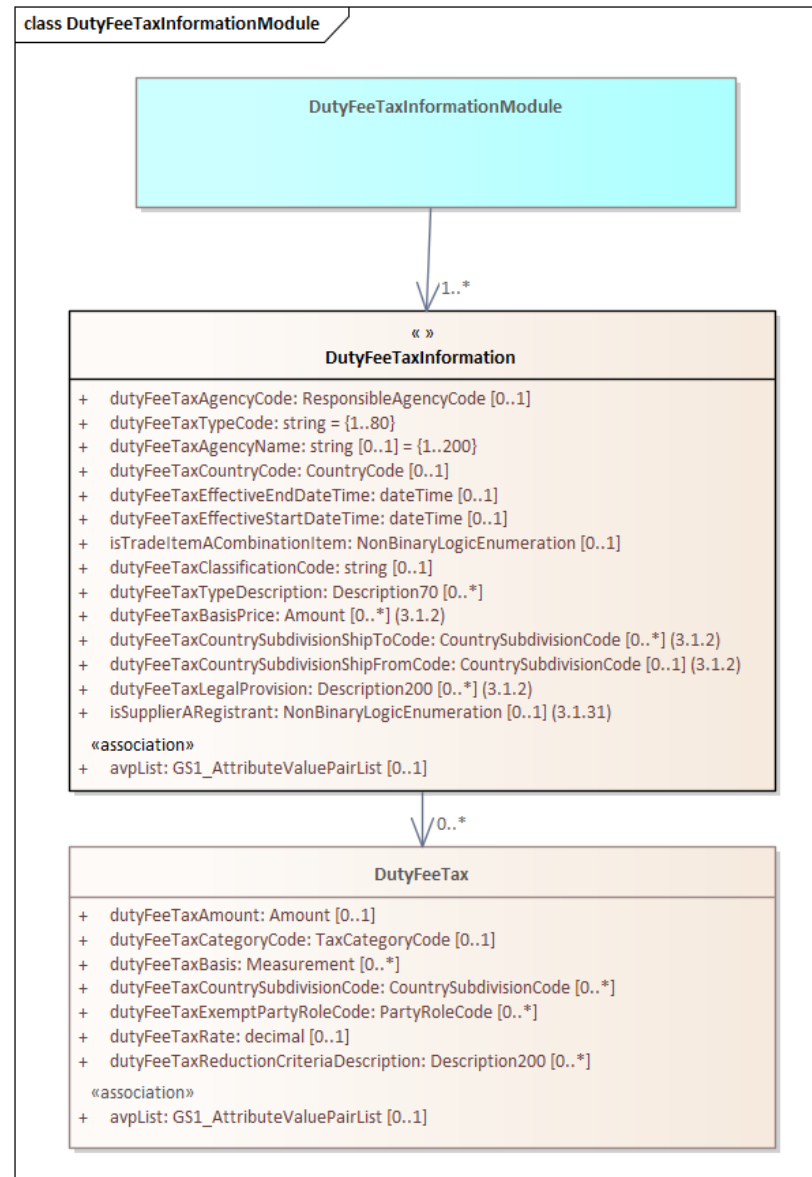 class DutyFeeTaxInformationModule
DutyFeeTaxInformationModule
1..*
« »
DutyFeeTaxInformation
+ dutyFeeTaxAgencyCode: ResponsibleAgencyCode [0..1]
+ dutyFeeTaxTypeCode: string = {1..80}
+ dutyFeeTaxAgencyName: string [0..1] = {1..200}
+ dutyFeeTaxCountryCode: CountryCode [0..1]
+ dutyFeeTaxEffectiveEndDateTime: dateTime [0..1]
+ dutyFeeTaxEffectiveStartDateTime: dateTime [0..1]
+ isTradeItemACombinationItem: NonBinaryLogicEnumeration [0..1]
+ dutyFeeTaxClassificationCode: string [0..1]
+ dutyFeeTaxTypeDescription: Description70 [0..*]
+ dutyFeeTaxBasisPrice: Amount [0..*] (3.1.2)
+ dutyFeeTaxCountrySubdivisionShipToCode: CountrySubdivisionCode [0..*] (3.1.2)
+ dutyFeeTaxCountrySubdivisionShipFromCode: CountrySubdivisionCode [0..1] (3.1.2)
+ dutyFeeTaxLegalProvision: Description200 [0..*] (3.1.2)
+ isSupplierARegistrant: NonBinaryLogicEnumeration [0..1] (3.1.31)
«association»
+ avpList: GS1_AttributeValuePairList [0..1]
0..*
DutyFeeTax
+ dutyFeeTaxAmount: Amount [0..1]
+ dutyFeeTaxCategoryCode: TaxCategoryCode [0..1]
+ dutyFeeTaxBasis: Measurement [0..*]
+ dutyFeeTaxCountrySubdivisionCode: CountrySubdivisionCode [0..*]
+ dutyFeeTaxExemptPartyRoleCode: PartyRoleCode [0..*]
+ dutyFeeTaxRate: decimal [0..1]
+ dutyFeeTaxReductionCriteriaDescription: Description200 [0..*]
«association»
+ avpList: GS1_AttributeValuePairList [0..1]